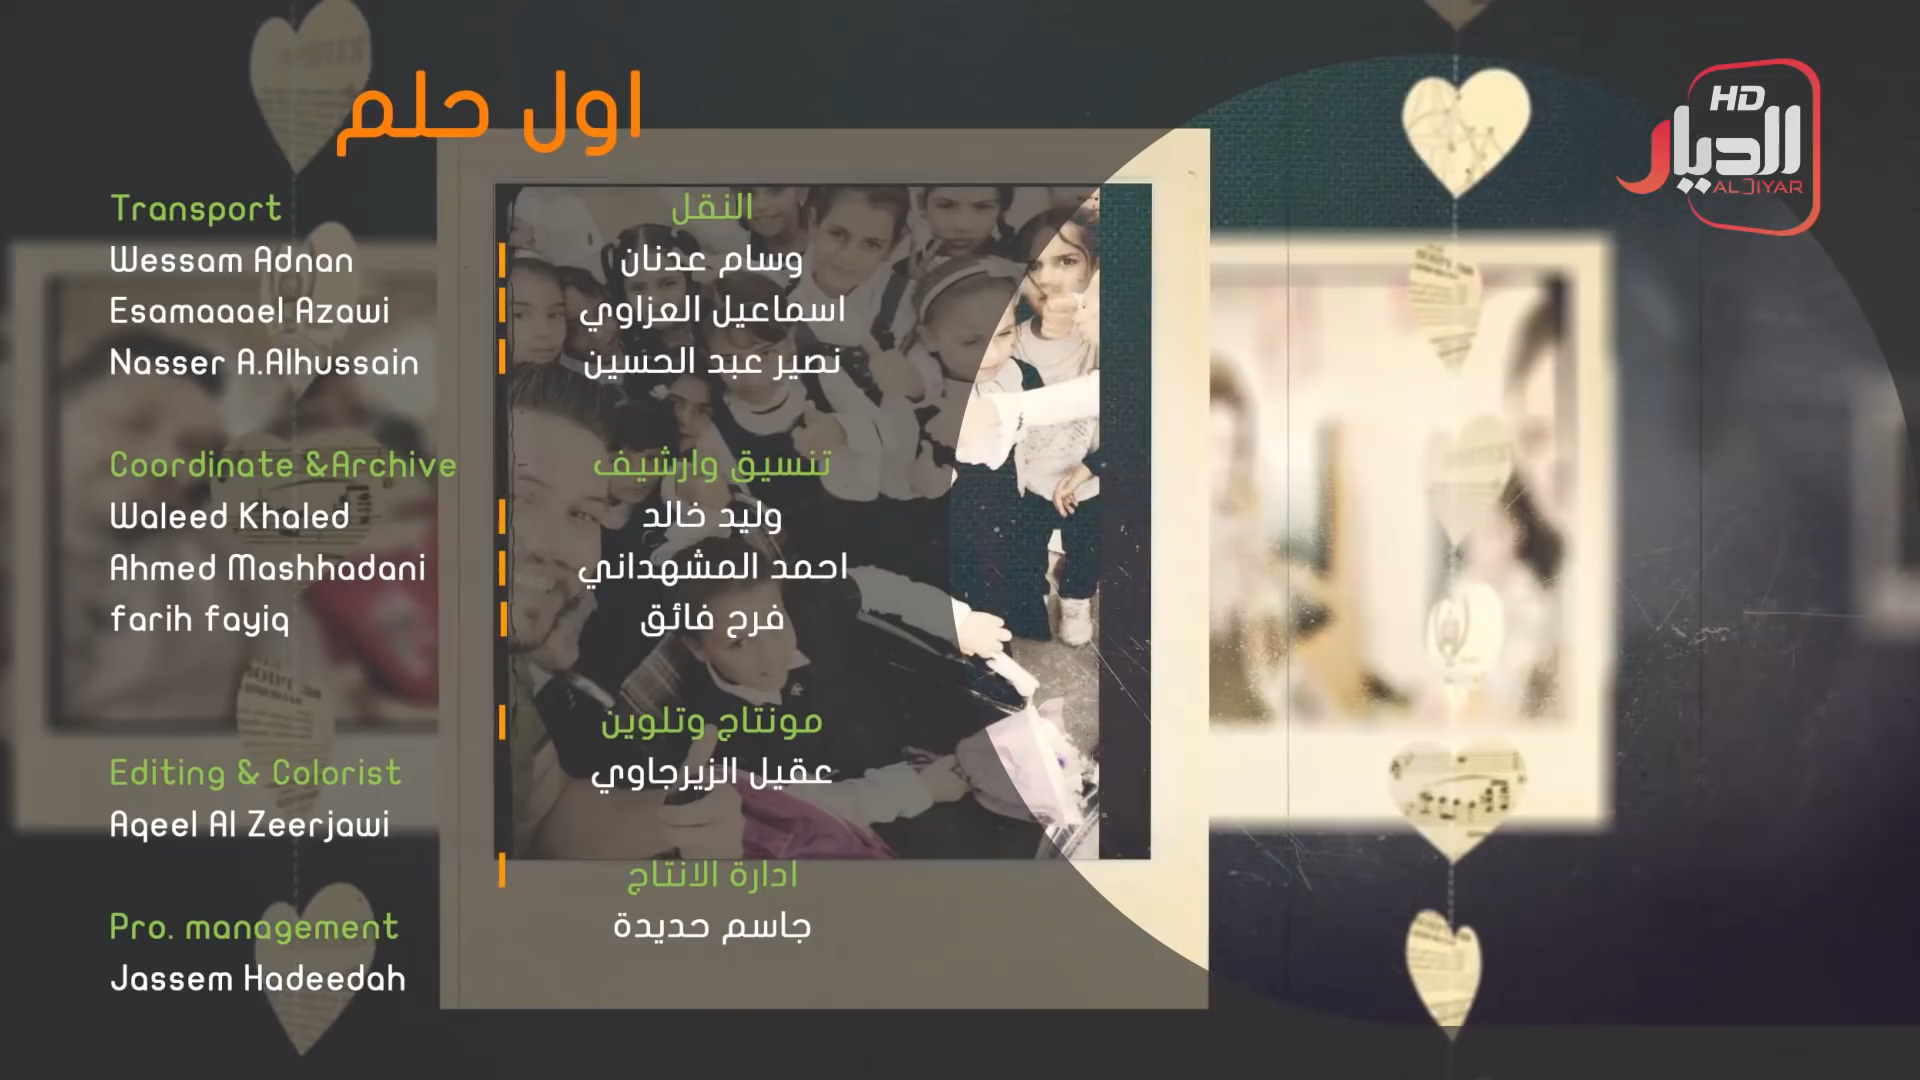 اول حلم
HD
الديار
ALDIYAR
Transport
النقل
Wessam Adnan
وسام عدنان
Esamaaael Azawi
اسماعيل العزاوي
Nasser A.Alhussain
نصير عبد الحسين
Coordinate &Archive
تنسيق وارشيف
Waleed Khaled
وليد خالد
Ahmed Mashhadani
احمد المشهداني
farih fayiq
فرح فائق
مونتاج وتلوين
Editing & Colorist
عقيل الزيرجاوي
Aqeel Al Zeerjawi
ادارة الانتاج
Pro. management
جاسم حديدة
Jassem Hadeedah